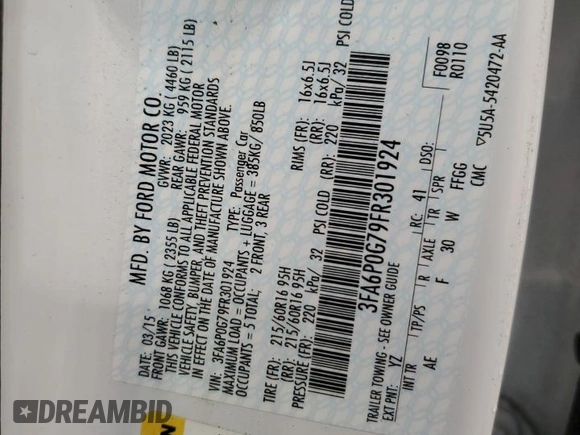 MFD. BY FORD MOTOR CO.
DATE: 03/15 GVWR: 2023 KG ( 4460 LB)
FRONT GAWR: 1068 KG ( 2355 LB) REAR GAWR: 959 KG ( 2115 LB)
THIS VEHICLE CONFORMS TO ALL APPLICABLE FEDERAL MOTOR
VEHICLE SAFETY, BUMPER, AND THEFT PREVENTION STANDARDS
IN EFFECT ON THE DATE OF MANUFACTURE SHOWN ABOVE.
VIN: 3FA6P0G79FR301924 TYPE: Passenger Car
MAXIMUM LOAD = OCCUPANTS + LUGGAGE = 385KG/ 850LB
OCCUPANTS = 5 TOTAL: 2 FRONT, 3 REAR
TIRE (FR): 215/60R16 95H RIMS (FR): 16x6.5J
(RR): 215/60R16 95H (RR): 16x6.5J
PRESSURE (FR): 220 kPa/ 32 PSI COLD (RR): 220 kPa/ 32 PSI COLD
3FA6P0G79FR301924
F0098
R0110
TRAILER TOWING - SEE OWNER GUIDE
EXT PNT: YZ RC: 41 DSO:
INT TR TP/PS R AXLE TR SPR
AE F 30 W FFGG
CMC 5U5A-5420472-AA
DREAMBID